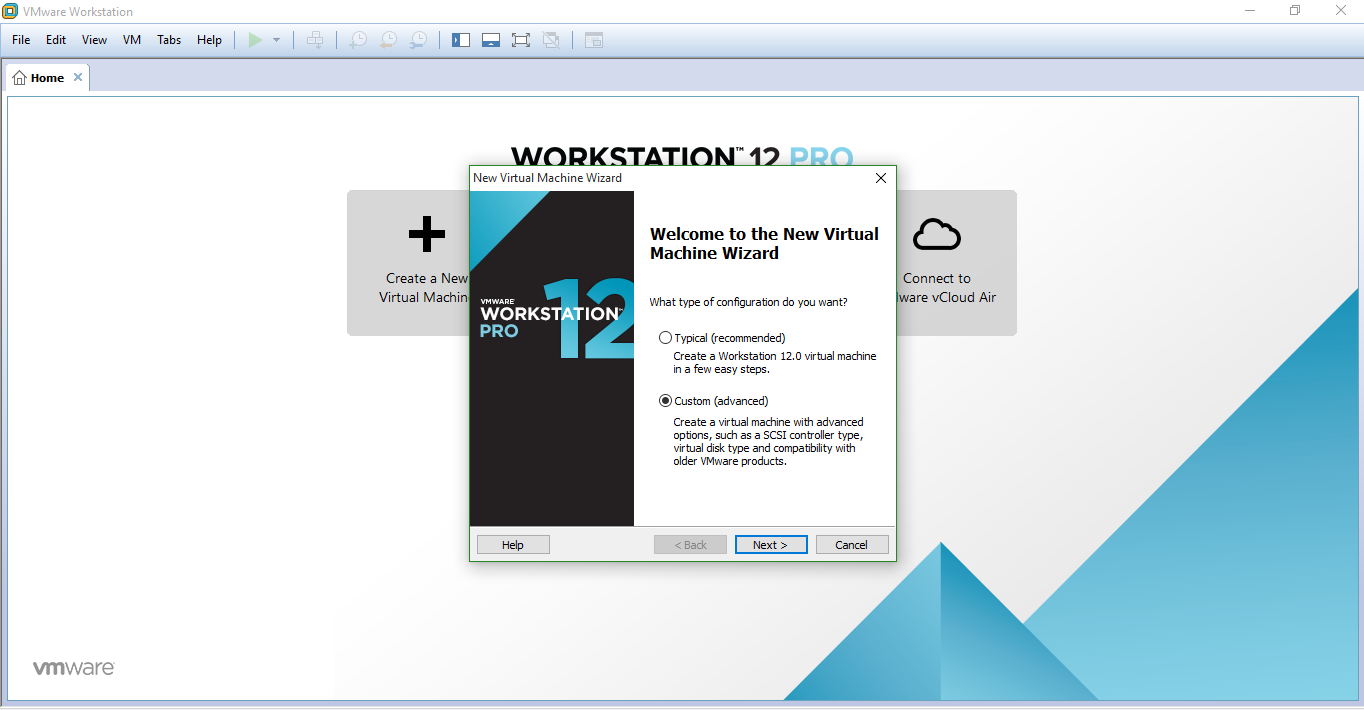 VMware Workstation
File Edit View VM Tabs Help
Home
WORKSTATION™ 12 PRO
New Virtual Machine Wizard
Create a New
Virtual Machin
Connect to
ware vCloud Air
VMWARE
WORKSTATION™
PRO
12
Welcome to the New Virtual
Machine Wizard
What type of configuration do you want?
Typical (recommended)
Create a Workstation 12.0 virtual machine
in a few easy steps.
Custom (advanced)
Create a virtual machine with advanced
options, such as a SCSI controller type,
virtual disk type and compatibility with
older VMware products.
Help < Back Next > Cancel
vmware